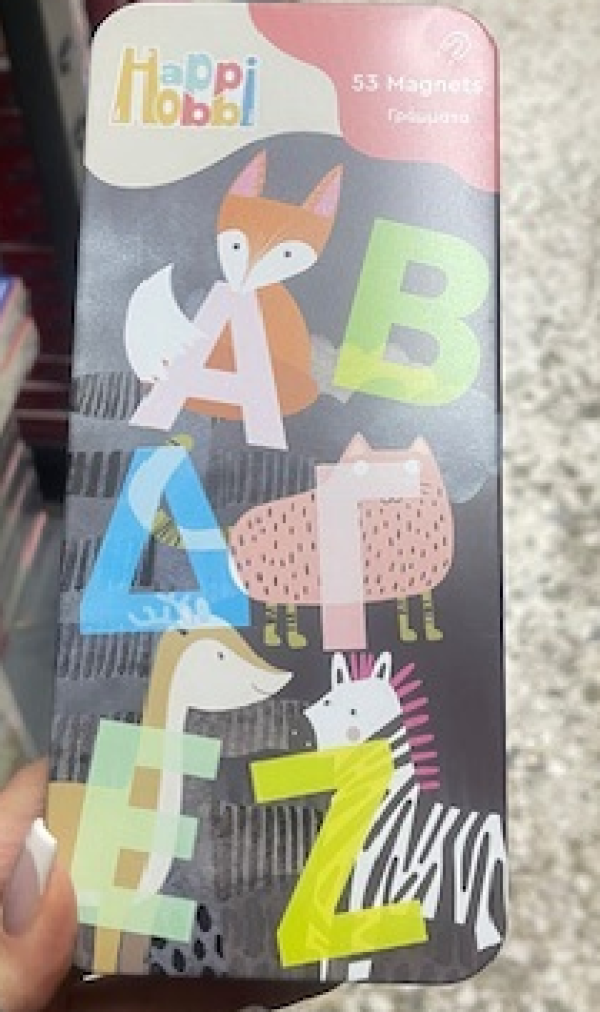 Happi
Hobbi
53 Magnets
Γράμματα
Α Β
Δ Γ
Ε Ζ